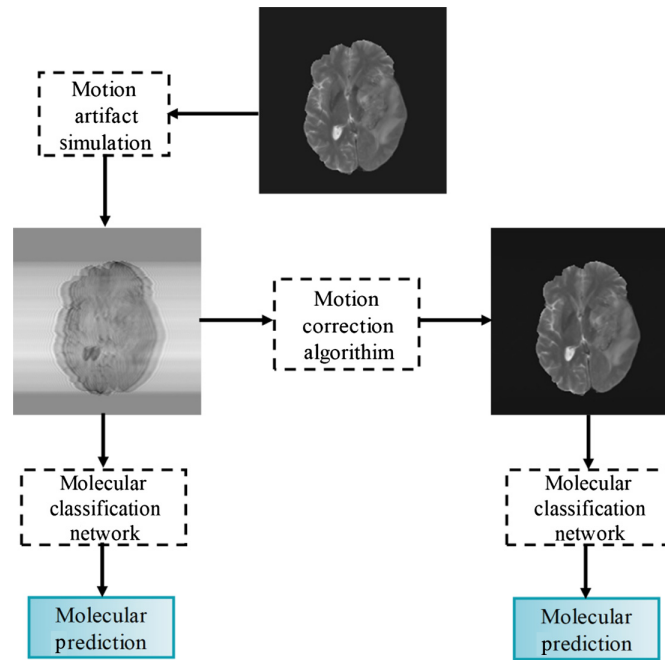 Motion
artifact
simulation
Motion
correction
algorithim
Molecular
classification
network
Molecular
classification
network
Molecular
prediction
Molecular
prediction